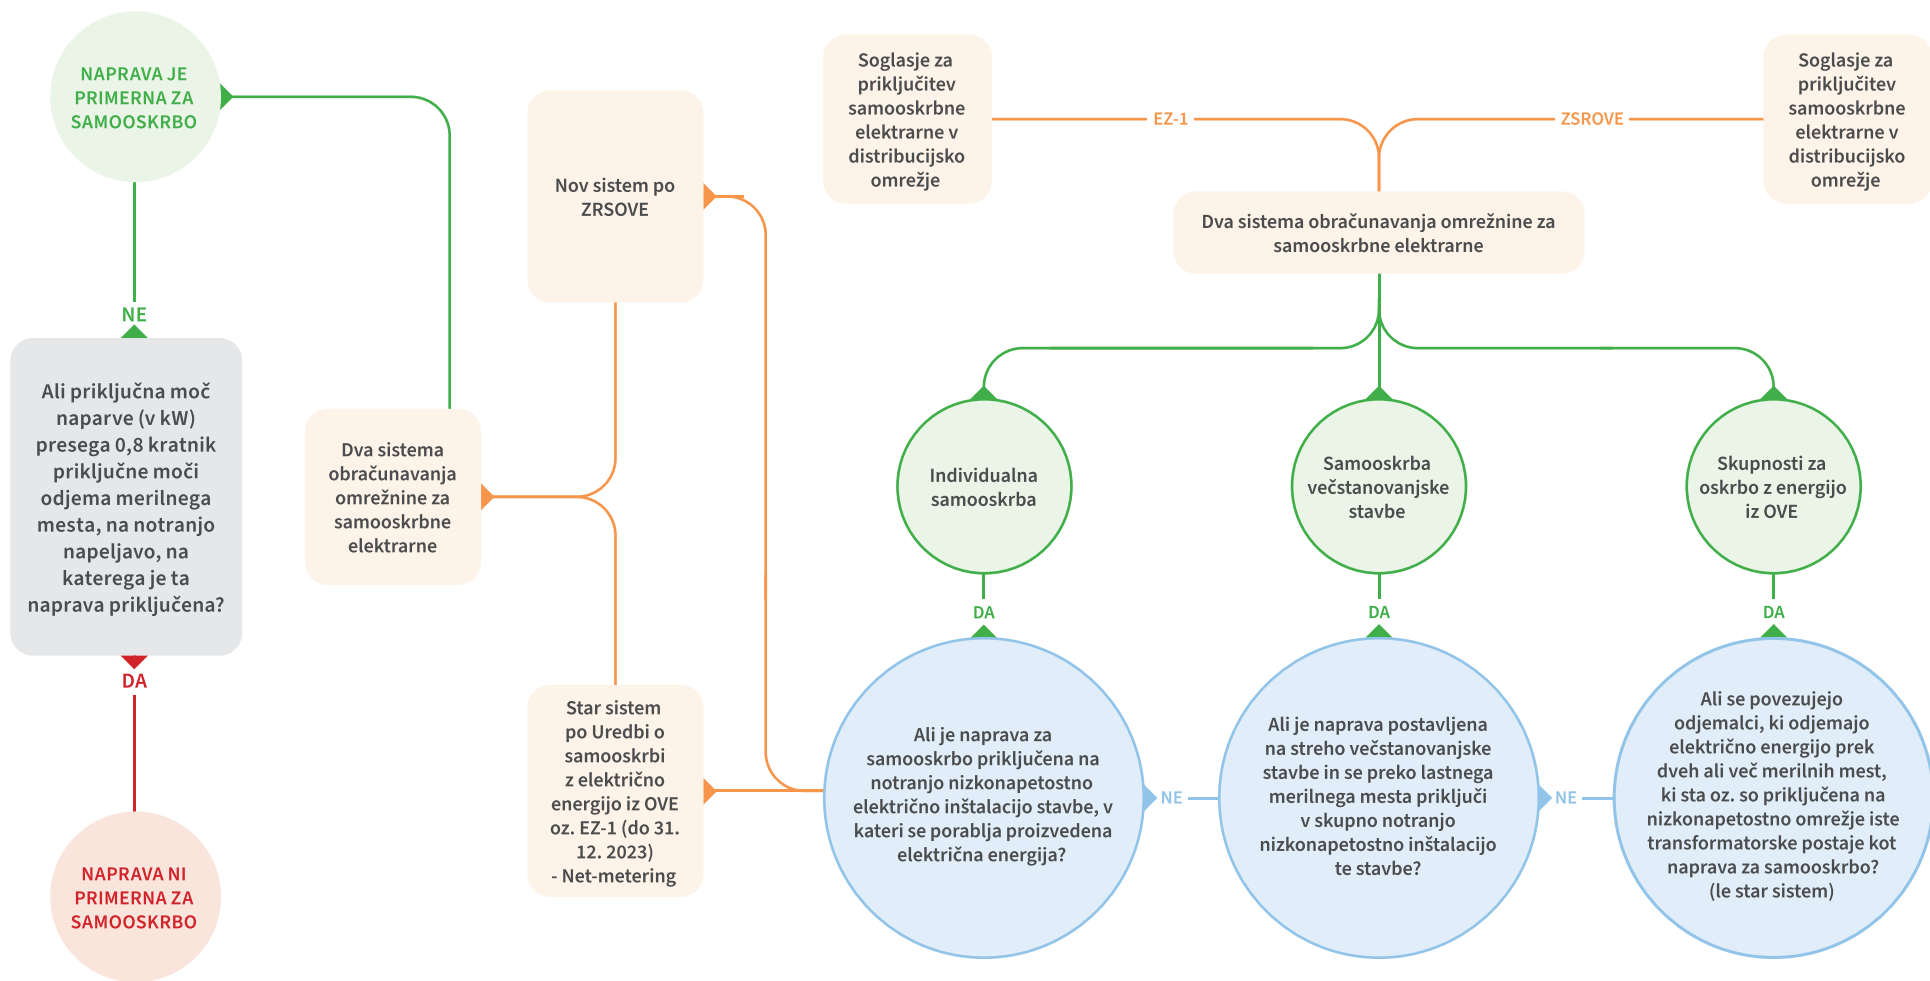 NAPRAVA JE
PRIMERNA ZA
SAMOOSKRBO
NE
Ali priključna moč
naparve (v kW)
presega 0,8 kratnik
priključne moči
odjema merilnega
mesta, na notranjo
napeljavo, na
katerega je ta
naprava priključena?
DA
NAPRAVA NI
PRIMERNA ZA
SAMOOSKRBO
Dva sistema
obračunavanja
omrežnine za
samooskrbne
elektrarne
Nov sistem po
ZRSOVE
Star sistem
po Uredbi o
samooskrbi
z električno
energijo iz OVE
oz. EZ-1 (do 31.
12. 2023)
- Net-metering
Soglasje za
priključitev
samooskrbne
elektrarne v
distribucijsko
omrežje
EZ-1
ZSROVE
Soglasje za
priključitev
samooskrbne
elektrarne v
distribucijsko
omrežje
Dva sistema obračunavanja omrežnine za
samooskrbne elektrarne
Individualna
samooskrba
Samooskrba
večstanovanjske
stavbe
Skupnosti za
oskrbo z energijo
iz OVE
DA
DA
DA
Ali je naprava za
samooskrbo priključena na
notranjo nizkonapetostno
električno inštalacijo stavbe, v
kateri se porablja proizvedena
električna energija?
NE
Ali je naprava postavljena
na streho večstanovanjske
stavbe in se preko lastnega
merilnega mesta priključi
v skupno notranjo
nizkonapetostno inštalacijo
te stavbe?
NE
Ali se povezujejo
odjemalci, ki odjemajo
električno energijo prek
dveh ali več merilnih mest,
ki sta oz. so priključena na
nizkonapetostno omrežje iste
transformatorske postaje kot
naprava za samooskrbo?
(le star sistem)